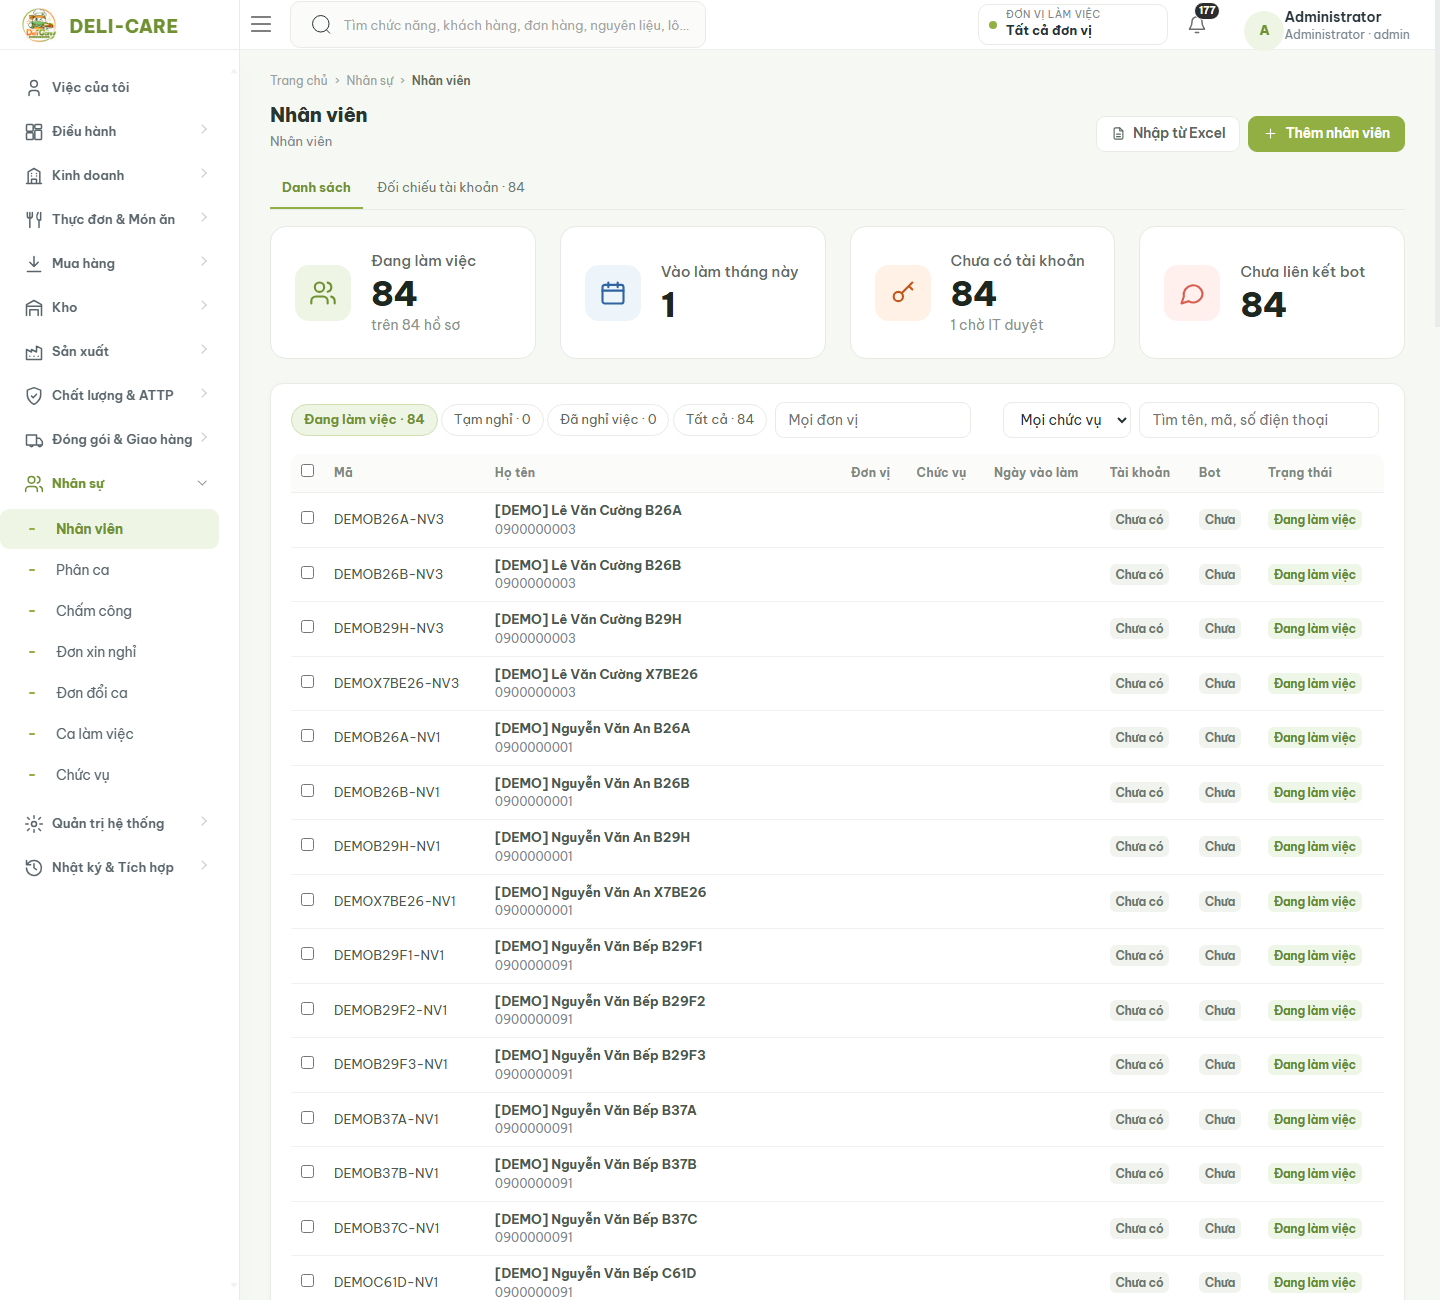 DELI-CARE
Tìm chức năng, khách hàng, đơn hàng, nguyên liệu, lô...
ĐƠN VỊ LÀM VIỆC
Tất cả đơn vị
177
A
Administrator
Administrator · admin
Việc của tôi
Điều hành
Kinh doanh
Thực đơn & Món ăn
Mua hàng
Kho
Sản xuất
Chất lượng & ATTP
Đóng gói & Giao hàng
Nhân sự
Nhân viên
Phân ca
Chấm công
Đơn xin nghỉ
Đơn đổi ca
Ca làm việc
Chức vụ
Quản trị hệ thống
Nhật ký & Tích hợp
Trang chủ › Nhân sự › Nhân viên
Nhân viên
Nhân viên
Nhập từ Excel
Thêm nhân viên
Danh sách
Đối chiếu tài khoản · 84
Đang làm việc
84
trên 84 hồ sơ
Vào làm tháng này
1
Chưa có tài khoản
84
1 chờ IT duyệt
Chưa liên kết bot
84
Đang làm việc · 84
Tạm nghỉ · 0
Đã nghỉ việc · 0
Tất cả · 84
Mọi đơn vị
Mọi chức vụ
Tìm tên, mã, số điện thoại
Mã Họ tên Đơn vị Chức vụ Ngày vào làm Tài khoản Bot Trạng thái
DEMOB26A-NV3 [DEMO] Lê Văn Cường B26A Chưa có Chưa Đang làm việc
0900000003
DEMOB26B-NV3 [DEMO] Lê Văn Cường B26B Chưa có Chưa Đang làm việc
0900000003
DEMOB29H-NV3 [DEMO] Lê Văn Cường B29H Chưa có Chưa Đang làm việc
0900000003
DEMOX7BE26-NV3 [DEMO] Lê Văn Cường X7BE26 Chưa có Chưa Đang làm việc
0900000003
DEMOB26A-NV1 [DEMO] Nguyễn Văn An B26A Chưa có Chưa Đang làm việc
0900000001
DEMOB26B-NV1 [DEMO] Nguyễn Văn An B26B Chưa có Chưa Đang làm việc
0900000001
DEMOB29H-NV1 [DEMO] Nguyễn Văn An B29H Chưa có Chưa Đang làm việc
0900000001
DEMOX7BE26-NV1 [DEMO] Nguyễn Văn An X7BE26 Chưa có Chưa Đang làm việc
0900000001
DEMOB29F1-NV1 [DEMO] Nguyễn Văn Bếp B29F1 Chưa có Chưa Đang làm việc
0900000091
DEMOB29F2-NV1 [DEMO] Nguyễn Văn Bếp B29F2 Chưa có Chưa Đang làm việc
0900000091
DEMOB29F3-NV1 [DEMO] Nguyễn Văn Bếp B29F3 Chưa có Chưa Đang làm việc
0900000091
DEMOB37A-NV1 [DEMO] Nguyễn Văn Bếp B37A Chưa có Chưa Đang làm việc
0900000091
DEMOB37B-NV1 [DEMO] Nguyễn Văn Bếp B37B Chưa có Chưa Đang làm việc
0900000091
DEMOB37C-NV1 [DEMO] Nguyễn Văn Bếp B37C Chưa có Chưa Đang làm việc
0900000091
DEMOC61D-NV1 [DEMO] Nguyễn Văn Bếp C61D Chưa có Chưa Đang làm việc
0900000091